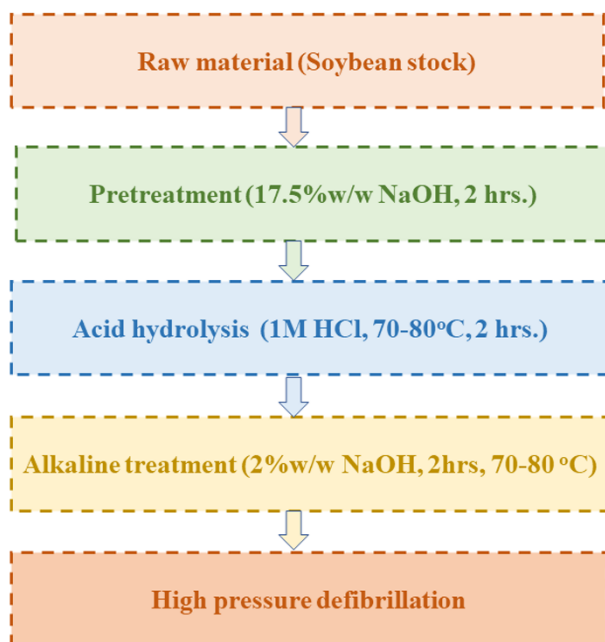 Raw material (Soybean stock)
Pretreatment (17.5%w/w NaOH, 2 hrs.)
Acid hydrolysis (1M HCl, 70-80°C, 2 hrs.)
Alkaline treatment (2%w/w NaOH, 2hrs, 70-80 °C)
High pressure defibrillation